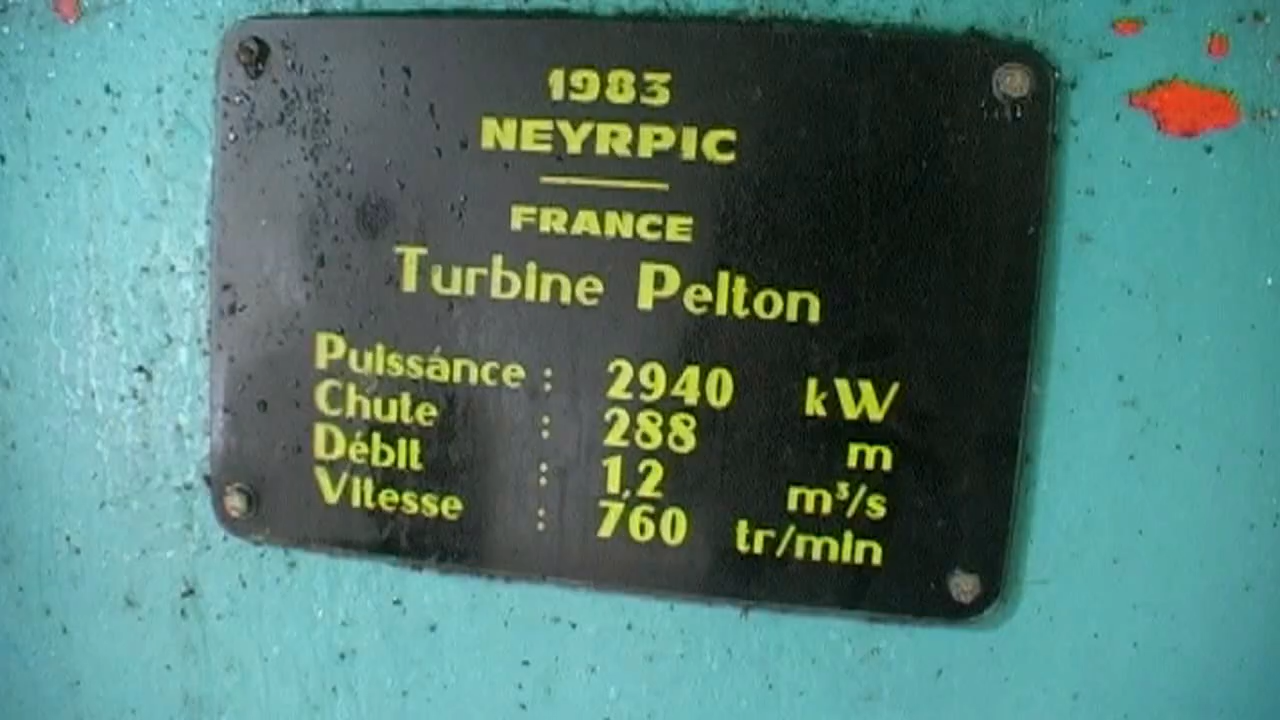 1983
NEYRPIC
FRANCE
Turbine Pelton
Puissance : 2940 kW
Chute : 288 m
Débit : 1,2 m³/s
Vitesse : 760 tr/min